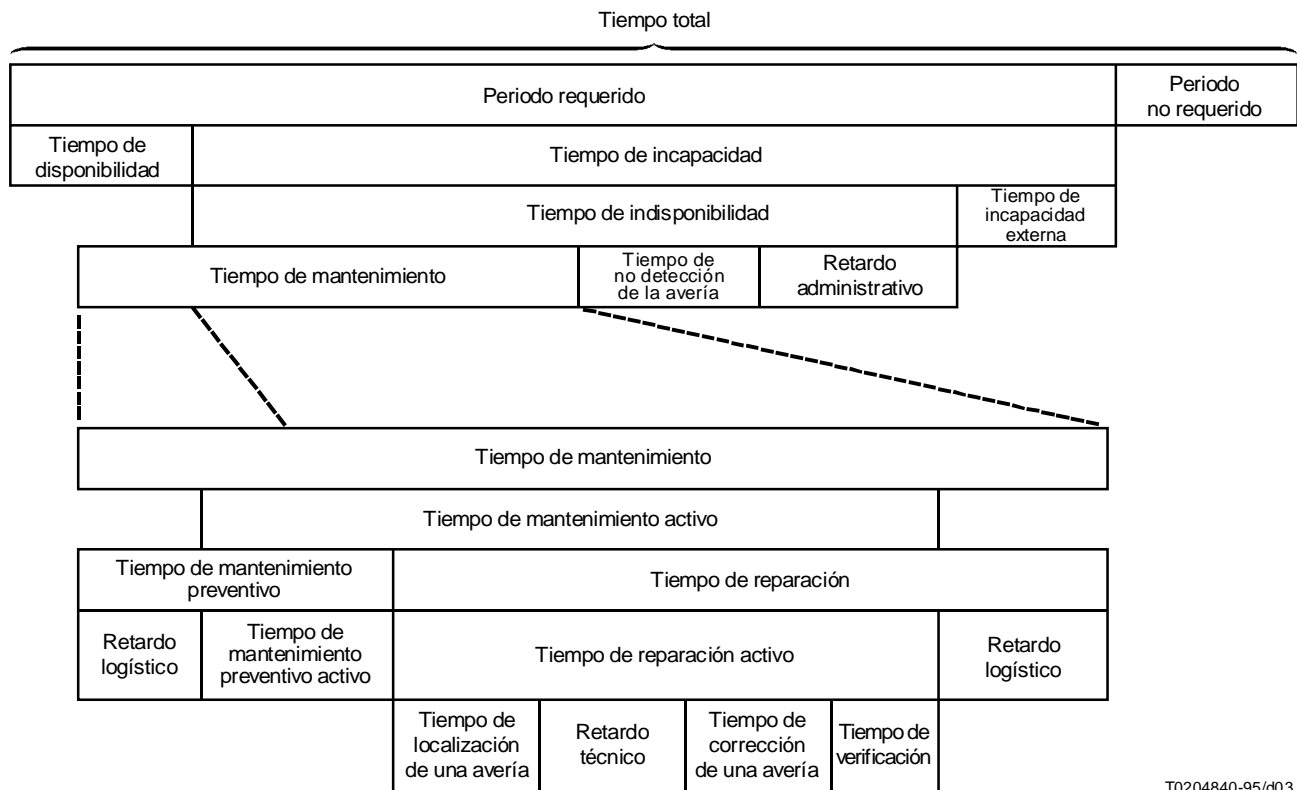 Tiempo total
Periodo requerido
Periodo
no requerido
Tiempo de
disponibilidad
Tiempo de incapacidad
Tiempo de indisponibilidad
Tiempo de
incapacidad
externa
Tiempo de mantenimiento
Tiempo de
no detección
de la avería
Retardo
administrativo
Tiempo de mantenimiento
Tiempo de mantenimiento activo
Tiempo de mantenimiento
preventivo
Tiempo de reparación
Retardo
logístico
Tiempo de
mantenimiento
preventivo activo
Tiempo de reparación activo
Retardo
logístico
Tiempo de
localización
de una avería
Retardo
técnico
Tiempo de
corrección
de una avería
Tiempo de
verificación
T0204840-95/d03